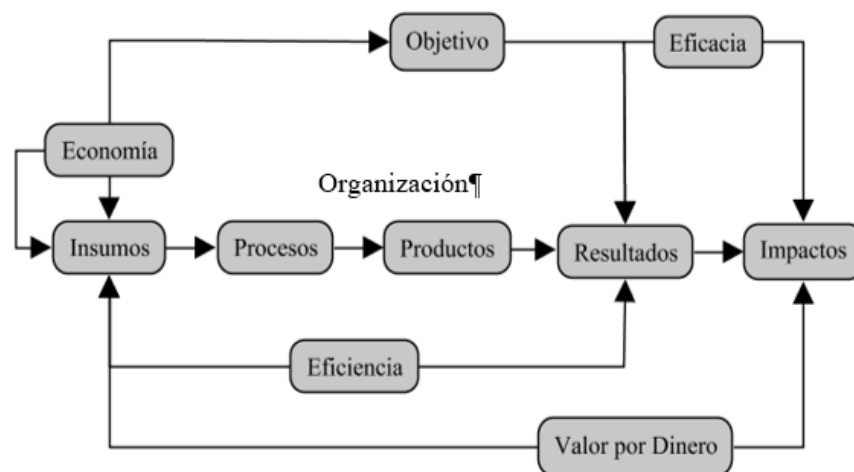 Objetivo
Eficacia
Economía
Organización¶
Insumos
Procesos
Productos
Resultados
Impactos
Eficiencia
Valor por Dinero